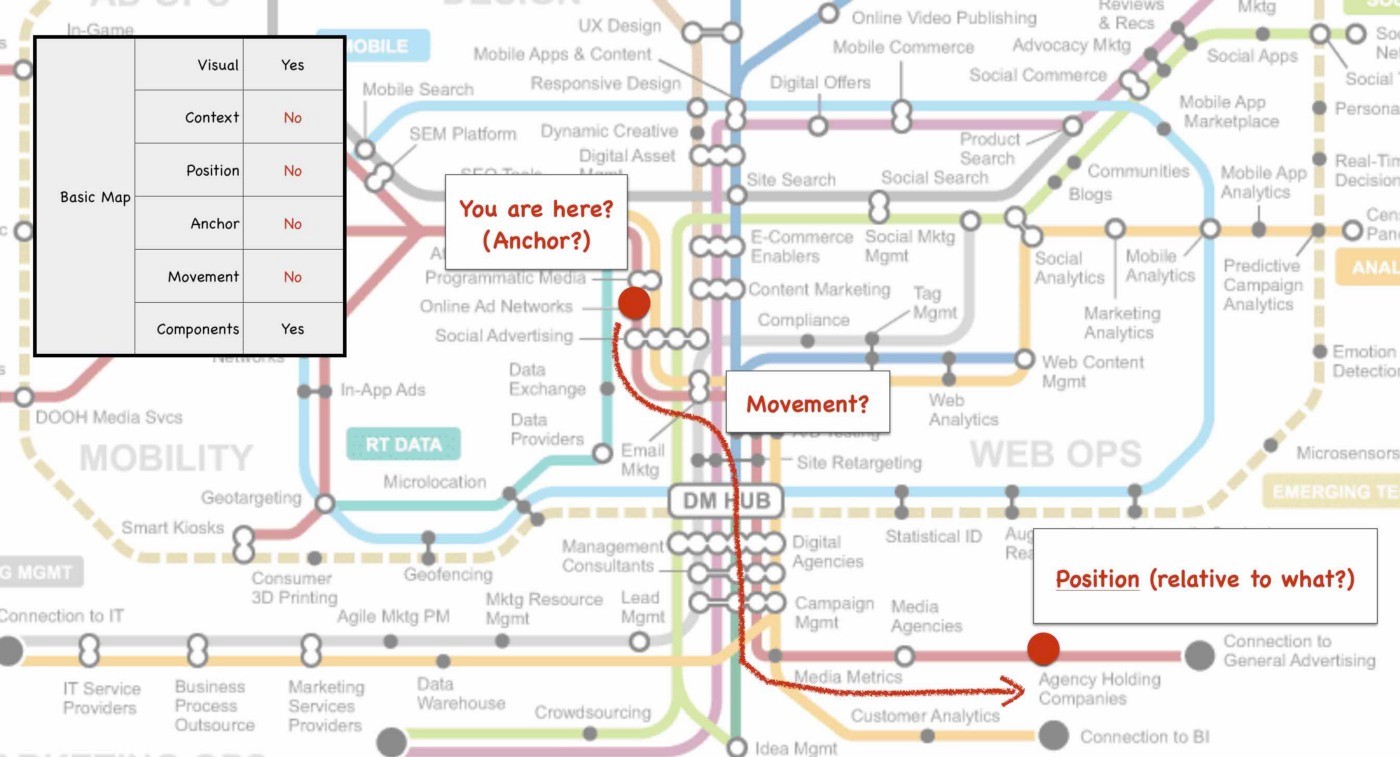 AD OPS
DESIGN
In-Game
MOBILE
Basic Map
Visual Yes
Context No
Position No
Anchor No
Movement No
Components Yes
UX Design
Mobile Apps & Content
Responsive Design
Online Video Publishing
Mobile Commerce
Reviews
& Recs
Mktg
Advocacy Mktg
Social Commerce
Social Apps
Social
Mobile Search
SEM Platform
Dynamic Creative
Digital Asset
Mgmt
SEO Tools
Digital Offers
Product
Search
Mobile App
Marketplace
Site Search
Social Search
Communities
Blogs
Mobile App
Analytics
You are here?
(Anchor?)
Programmatic Media
Online Ad Networks
Social Advertising
E-Commerce
Enablers
Social Mktg
Mgmt
Content Marketing
Tag
Mgmt
Compliance
Social
Analytics
Mobile
Analytics
Marketing
Analytics
Predictive
Campaign
Analytics
Networks
In-App Ads
DOOH Media Svcs
Data
Exchange
Data
Providers
Web Content
Mgmt
Web
Analytics
Emotion
Movement?
MOBILITY
RT DATA
Email
Mktg
A/B Testing
Site Retargeting
WEB OPS
Microsensors
Microlocation
Geotargeting
DM HUB
Smart Kiosks
Statistical ID
G MGMT
Consumer
3D Printing
Geofencing
Management
Consultants
Digital
Agencies
Position (relative to what?)
Connection to IT
Agile Mktg PM
Mktg Resource
Mgmt
Lead
Mgmt
Campaign
Mgmt
Media
Agencies
Connection to
General Advertising
IT Service
Providers
Business
Process
Outsource
Marketing
Services
Providers
Data
Warehouse
Media Metrics
Agency Holding
Companies
Crowdsourcing
Customer Analytics
Connection to BI
Idea Mgmt